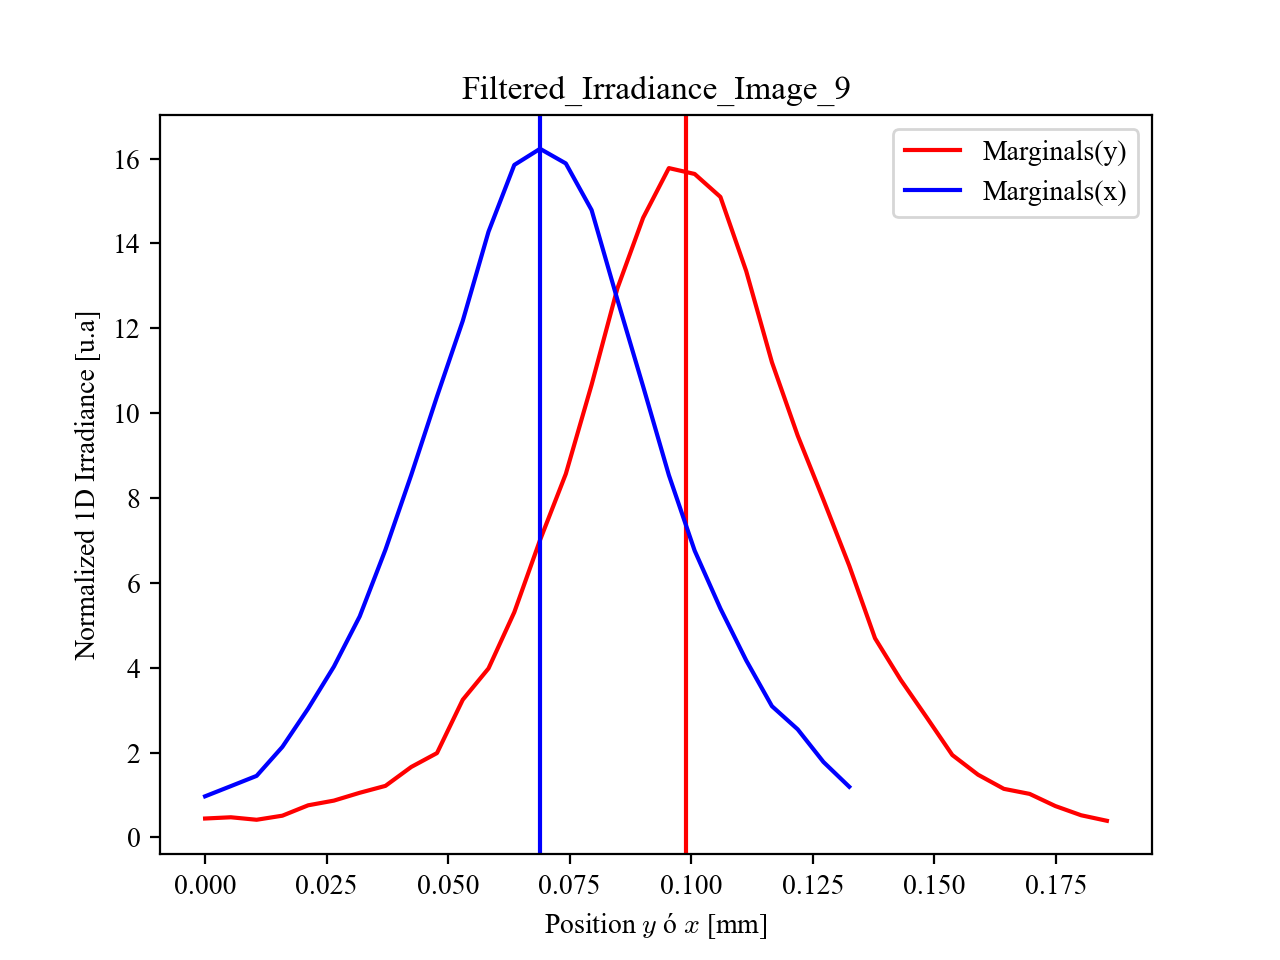 Filtered_Irradiance_Image_9
Marginals(y)
Marginals(x)
Normalized 1D Irradiance [u.a]
16
14
12
10
8
6
4
2
0
0.000 0.025 0.050 0.075 0.100 0.125 0.150 0.175
Position y ó x [mm]